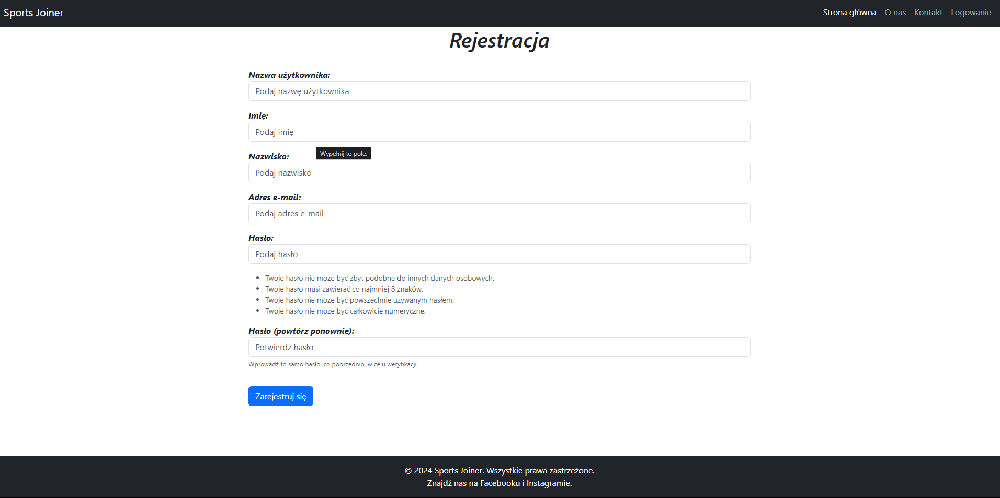 Sports Joiner
Strona główna O nas Kontakt Logowanie
Rejestracja
Nazwa użytkownika:
Podaj nazwę użytkownika
Imię:
Podaj imię
Wypełnij to pole.
Nazwisko:
Podaj nazwisko
Adres e-mail:
Podaj adres e-mail
Hasło:
Podaj hasło
Twoje hasło nie może być zbyt podobne do innych danych osobowych.
Twoje hasło musi zawierać co najmniej 8 znaków.
Twoje hasło nie może być powszechnie używanym hasłem.
Twoje hasło nie może być całkowicie numeryczne.
Hasło (powtórz ponownie):
Potwierdź hasło
Wprowadź to samo hasło, co poprzednio, w celu weryfikacji.
Zarejestruj się
© 2024 Sports Joiner. Wszystkie prawa zastrzeżone.
Znajdź nas na Facebooku i Instagramie.